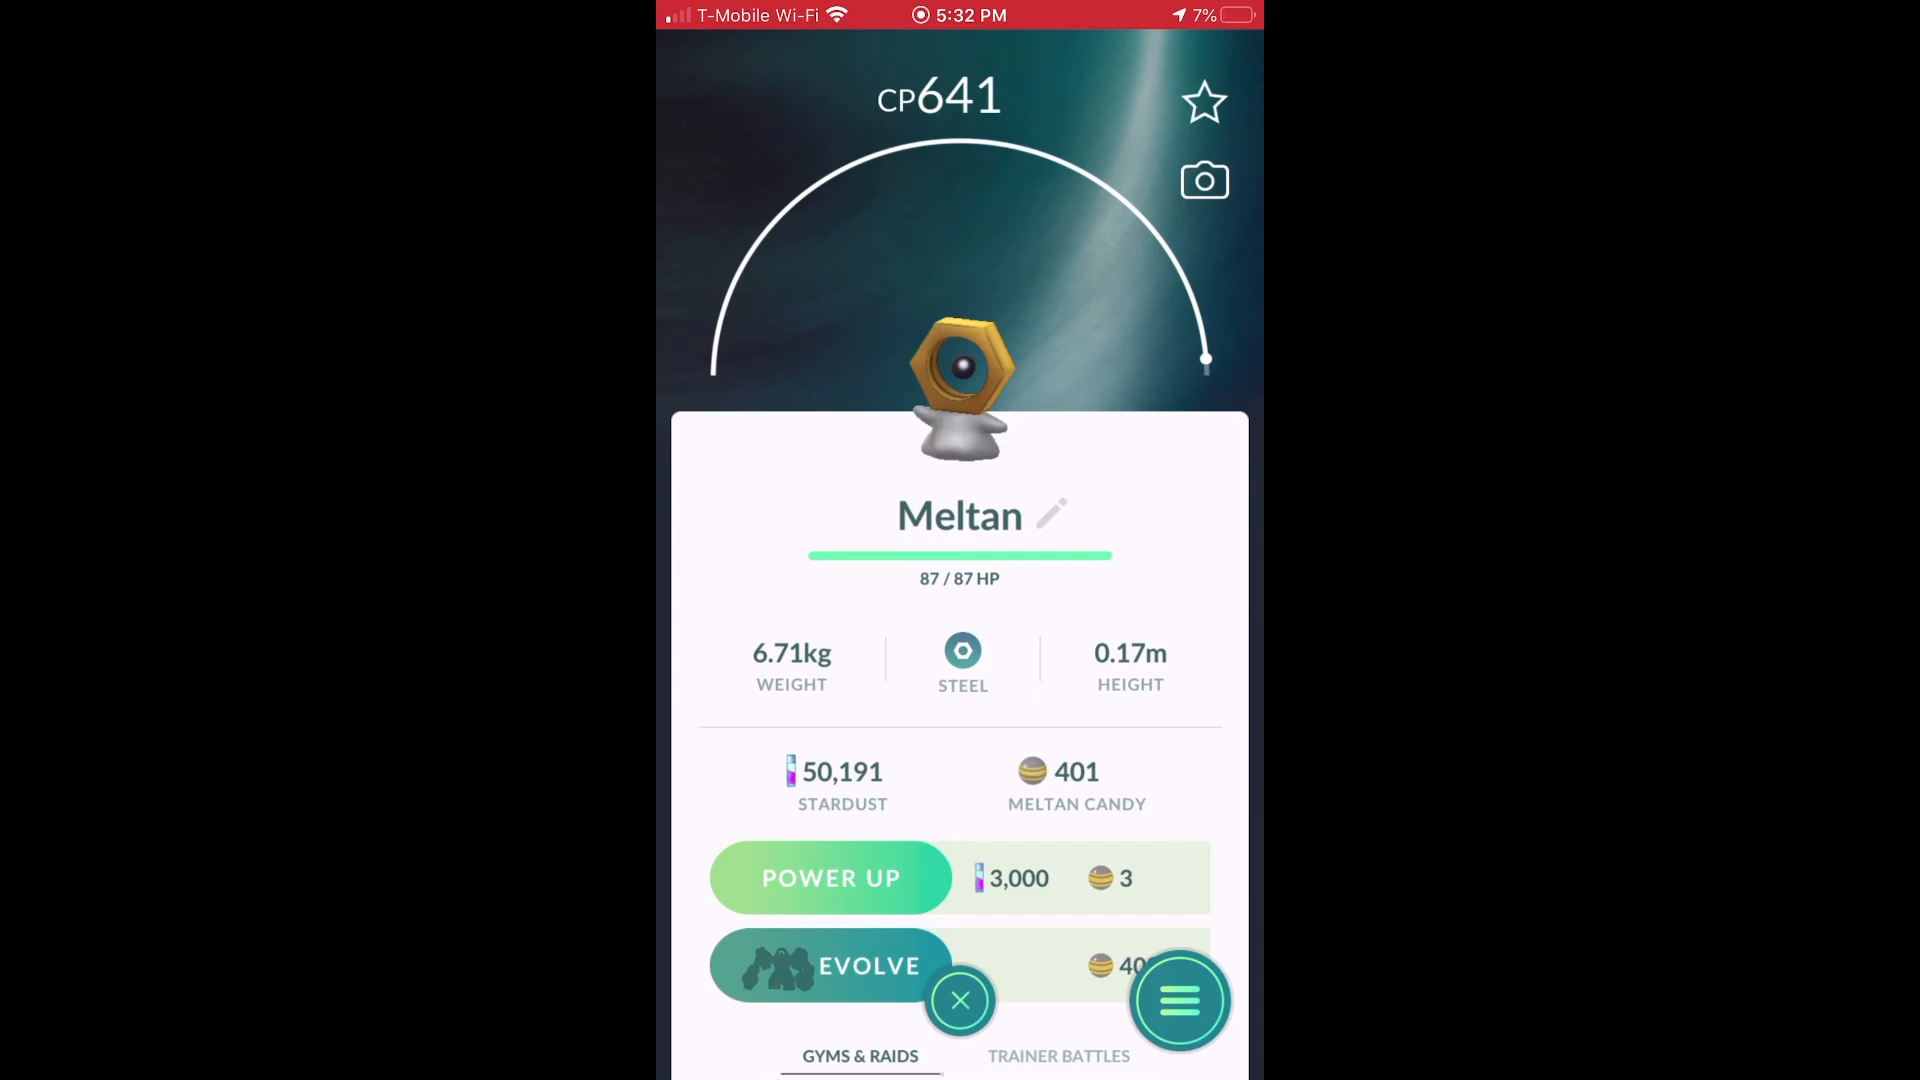 T-Mobile Wi-Fi 5:32 PM 7%
CP641
Meltan
87 / 87 HP
6.71kg 0.17m
WEIGHT STEEL HEIGHT
50,191 401
STARDUST MELTAN CANDY
POWER UP 3,000 3
EVOLVE
GYMS & RAIDS TRAINER BATTLES